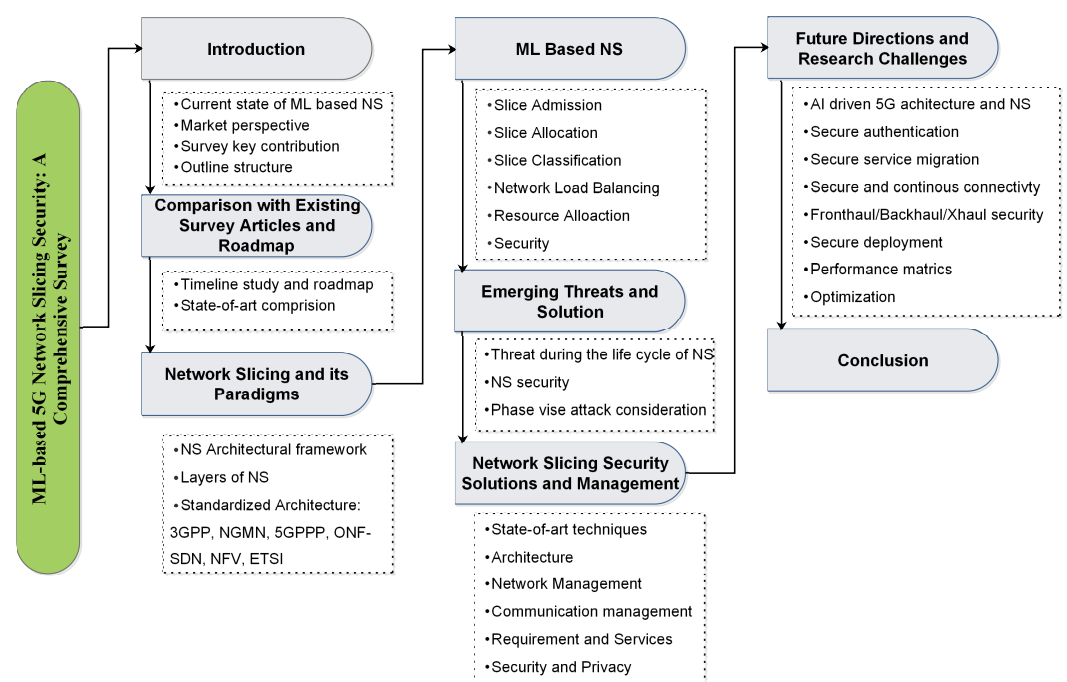 ML-based 5G Network Slicing Security: A
Comprehensive Survey
Introduction
•Current state of ML based NS
•Market perspective
•Survey key contribution
•Outline structure
Comparison with Existing
Survey Articles and
Roadmap
•Timeline study and roadmap
•State-of-art comprision
Network Slicing and its
Paradigms
•NS Architectural framework
•Layers of NS
•Standardized Architecture:
3GPP, NGMN, 5GPPP, ONF-
SDN, NFV, ETSI
ML Based NS
•Slice Admission
•Slice Allocation
•Slice Classification
•Network Load Balancing
•Resource Alloaction
•Security
Emerging Threats and
Solution
•Threat during the life cycle of NS
•NS security
•Phase vise attack consideration
Network Slicing Security
Solutions and Management
•State-of-art techniques
•Architecture
•Network Management
•Communication management
•Requirement and Services
•Security and Privacy
Future Directions and
Research Challenges
•AI driven 5G achitecture and NS
•Secure authentication
•Secure service migration
•Secure and continous connectivty
•Fronthaul/Backhaul/Xhaul security
•Secure deployment
•Performance matrics
•Optimization
Conclusion